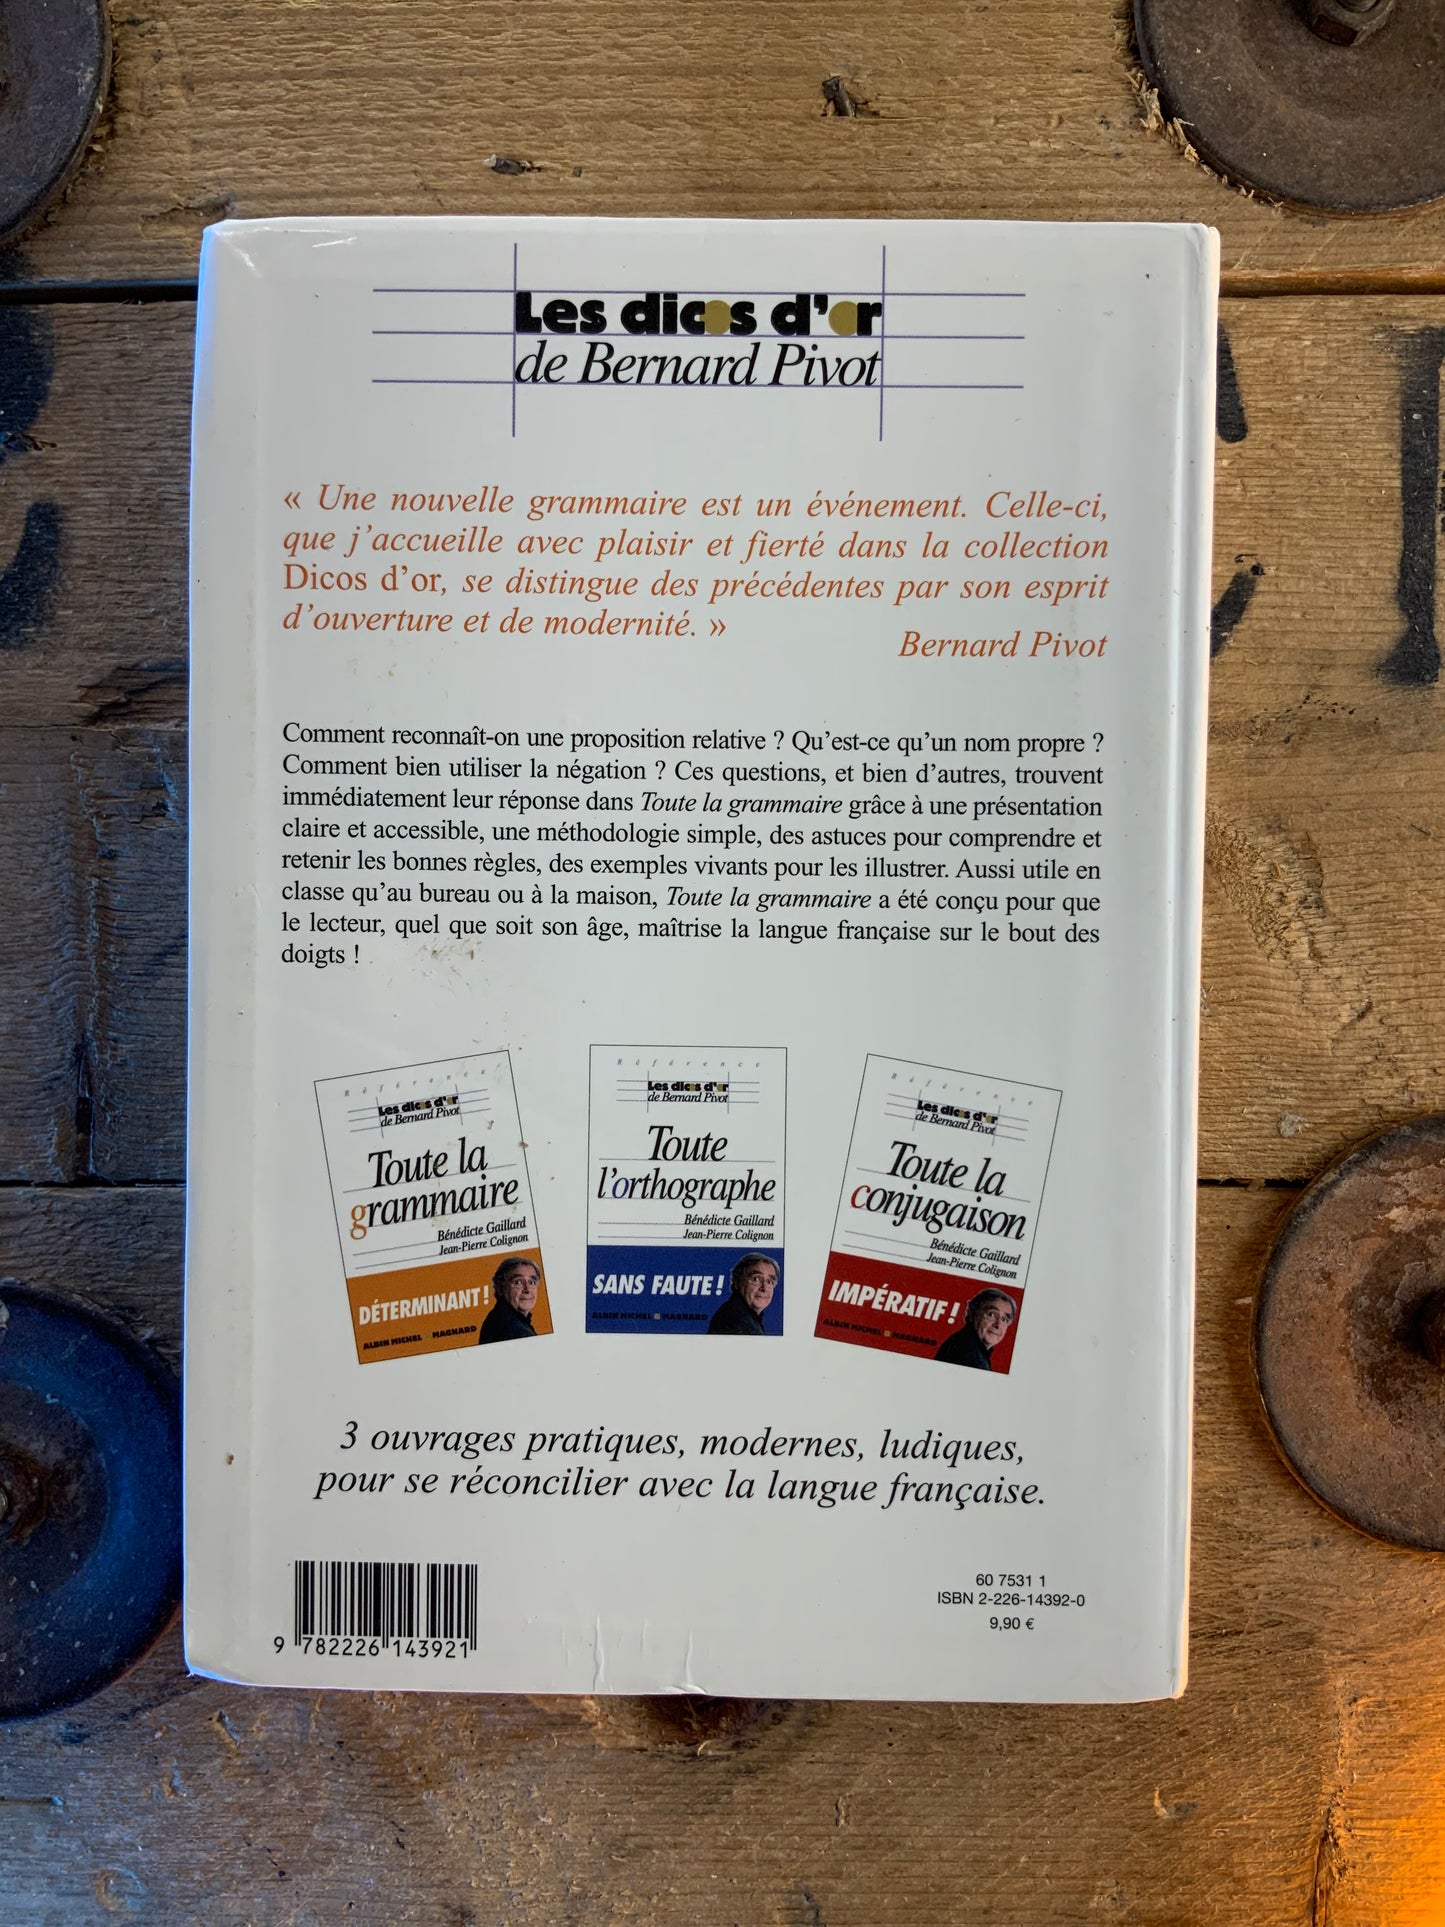 Les dicos d'or
de Bernard Pivot
« Une nouvelle grammaire est un événement. Celle-ci,
que j'accueille avec plaisir et fierté dans la collection
Dicos d'or, se distingue des précédentes par son esprit
d'ouverture et de modernité. »
Bernard Pivot
Comment reconnaît-on une proposition relative ? Qu'est-ce qu'un nom propre ?
Comment bien utiliser la négation ? Ces questions, et bien d'autres, trouvent
immédiatement leur réponse dans Toute la grammaire grâce à une présentation
claire et accessible, une méthodologie simple, des astuces pour comprendre et
retenir les bonnes règles, des exemples vivants pour les illustrer. Aussi utile en
classe qu'au bureau ou à la maison, Toute la grammaire a été conçu pour que
le lecteur, quel que soit son âge, maîtrise la langue française sur le bout des
doigts !
Référence
Les dicos d'or
de Bernard Pivot
Toute la
grammaire
Bénédicte Gaillard
Jean-Pierre Colignon
DÉTERMINANT !
ALBIN MICHEL MAGNARD
Référence
Les dicos d'or
de Bernard Pivot
Toute
l'orthographe
Bénédicte Gaillard
Jean-Pierre Colignon
SANS FAUTE !
ALBIN MICHEL MAGNARD
Référence
Les dicos d'or
de Bernard Pivot
Toute la
conjugaison
Bénédicte Gaillard
Jean-Pierre Colignon
IMPÉRATIF !
ALBIN MICHEL MAGNARD
3 ouvrages pratiques, modernes, ludiques,
pour se réconcilier avec la langue française.
9 782226 143921
60 7531 1
ISBN 2-226-14392-0
9,90 €